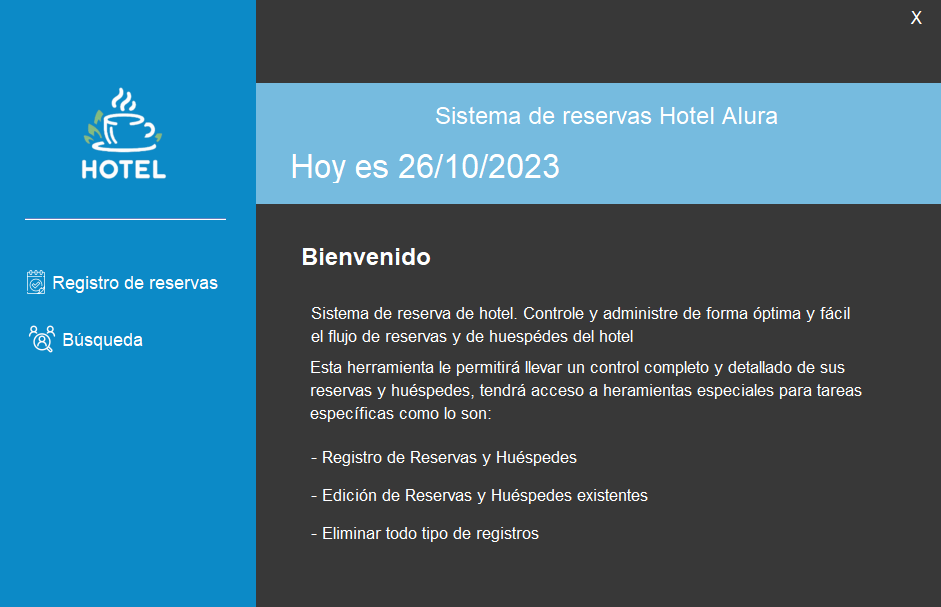 X
HOTEL
Registro de reservas
Búsqueda
Sistema de reservas Hotel Alura
Hoy es 26/10/2023
Bienvenido
Sistema de reserva de hotel. Controle y administre de forma óptima y fácil
el flujo de reservas y de huespédes del hotel
Esta herramienta le permitirá llevar un control completo y detallado de sus
reservas y huéspedes, tendrá acceso a heramientas especiales para tareas
específicas como lo son:
- Registro de Reservas y Huéspedes
- Edición de Reservas y Huéspedes existentes
- Eliminar todo tipo de registros